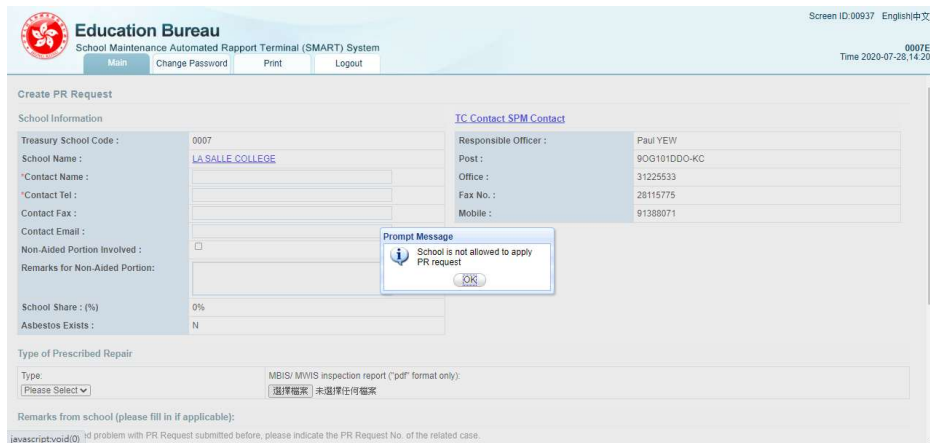 Screen ID:00937 English|中文
Education Bureau
School Maintenance Automated Rapport Terminal (SMART) System
0007E
Time 2020-07-28,14:20
Main Change Password Print Logout
Create PR Request
School Information TC Contact SPM Contact
Treasury School Code : 0007 Responsible Officer : Paul YEW
School Name : LA SALLE COLLEGE Post : 9OG101DDO-KC
*Contact Name : Office : 31225533
*Contact Tel : Fax No. : 28115775
Contact Fax : Mobile : 91388071
Contact Email :
Prompt Message
School is not allowed to apply
PR request
OK
Non-Aided Portion Involved :
Remarks for Non-Aided Portion:
School Share : (%) 0%
Asbestos Exists : N
Type of Prescribed Repair
Type: MBIS/ MWIS inspection report ("pdf" format only):
Please Select 選擇檔案 未選擇任何檔案
Remarks from school (please fill in if applicable):
javascript:void(0) d problem with PR Request submitted before, please indicate the PR Request No. of the related case.